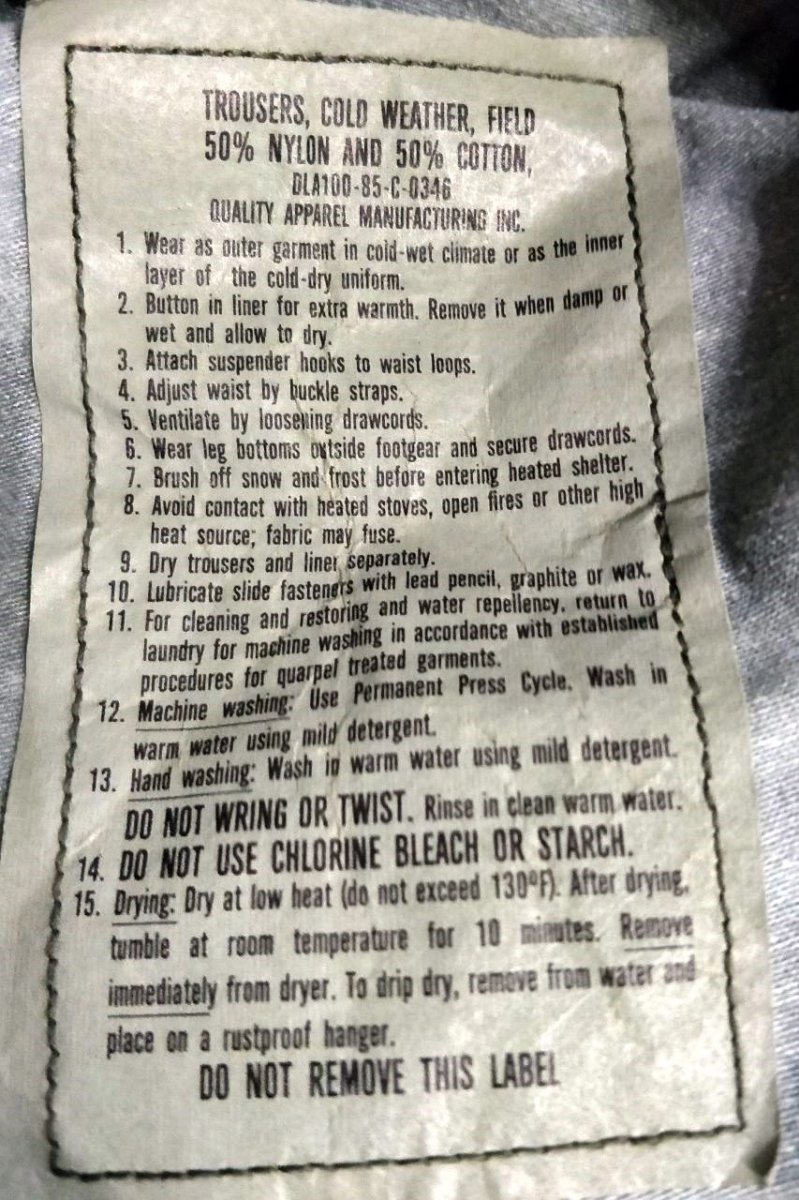 TROUSERS, COLD WEATHER, FIELD
50% NYLON AND 50% COTTON,
DLA100-85-C-0346
QUALITY APPAREL MANUFACTURING INC.
1. Wear as outer garment in cold-wet climate or as the inner
layer of the cold-dry uniform.
2. Button in liner for extra warmth. Remove it when damp or
wet and allow to dry.
3. Attach suspender hooks to waist loops.
4. Adjust waist by buckle straps.
5. Ventilate by loosening drawcords.
6. Wear leg bottoms outside footgear and secure drawcords.
7. Brush off snow and frost before entering heated shelter.
8. Avoid contact with heated stoves, open fires or other high
heat source; fabric may fuse.
9. Dry trousers and liner separately.
10. Lubricate slide fasteners with lead pencil, graphite or wax.
11. For cleaning and restoring and water repellency, return to
laundry for machine washing in accordance with established
procedures for quarpel treated garments.
12. Machine washing: Use Permanent Press Cycle. Wash in
warm water using mild detergent.
13. Hand washing: Wash in warm water using mild detergent.
DO NOT WRING OR TWIST. Rinse in clean warm water.
14. DO NOT USE CHLORINE BLEACH OR STARCH.
15. Drying: Dry at low heat (do not exceed 130ºF). After drying,
tumble at room temperature for 10 minutes. Remove
immediately from dryer. To drip dry, remove from water and
place on a rustproof hanger.
DO NOT REMOVE THIS LABEL